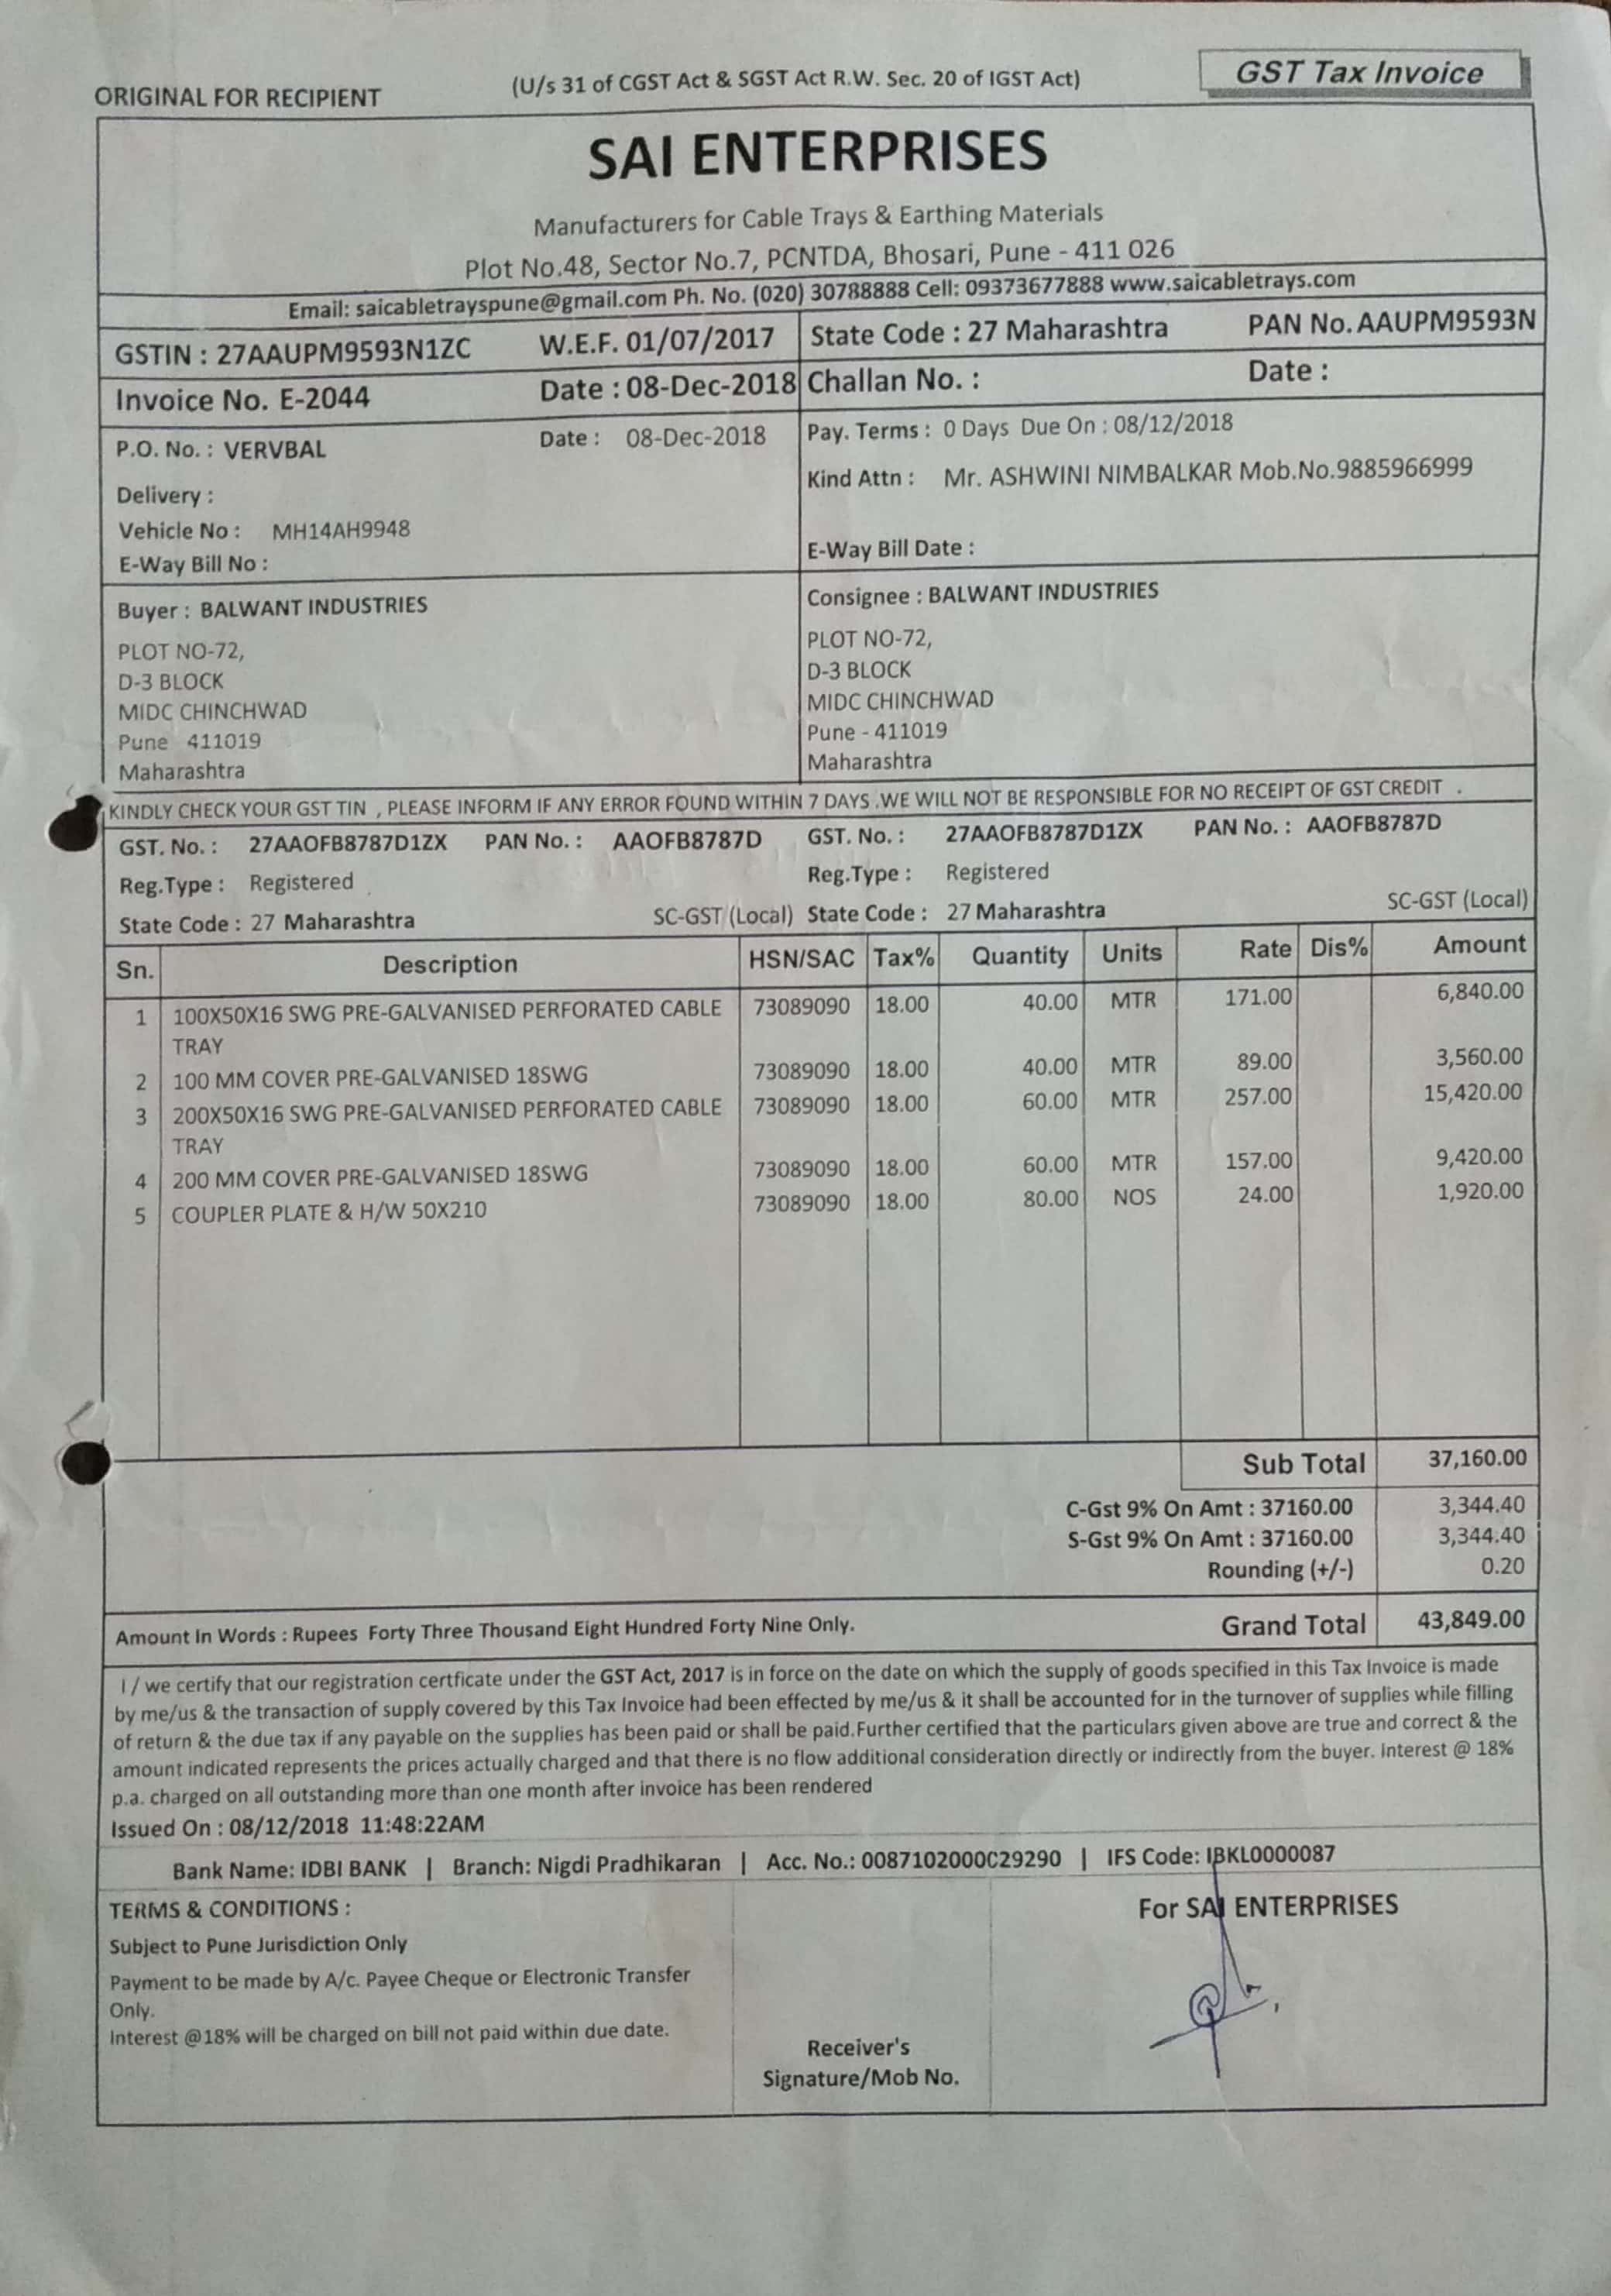 ORIGINAL FOR RECIPIENT (U/s 31 of CGST Act & SGST Act R.W. Sec. 20 of IGST Act) GST Tax Invoice
SAI ENTERPRISES
Manufacturers for Cable Trays & Earthing Materials
Plot No.48, Sector No.7, PCNTDA, Bhosari, Pune - 411 026
Email: saicabletrayspune@gmail.com Ph. No. (020) 30788888 Cell: 09373677888 www.saicabletrays.com
GSTIN : 27AAUPM9593N1ZC W.E.F. 01/07/2017 State Code : 27 Maharashtra PAN No. AAUPM9593N
Invoice No. E-2044 Date : 08-Dec-2018 Challan No. : Date :
P.O. No. : VERVBAL Date : 08-Dec-2018
Delivery :
Vehicle No : MH14AH9948
E-Way Bill No :
Pay. Terms : 0 Days Due On : 08/12/2018
Kind Attn : Mr. ASHWINI NIMBALKAR Mob.No.9885966999
E-Way Bill Date :
Buyer : BALWANT INDUSTRIES
PLOT NO-72,
D-3 BLOCK
MIDC CHINCHWAD
Pune 411019
Maharashtra
Consignee : BALWANT INDUSTRIES
PLOT NO-72,
D-3 BLOCK
MIDC CHINCHWAD
Pune - 411019
Maharashtra
KINDLY CHECK YOUR GST TIN , PLEASE INFORM IF ANY ERROR FOUND WITHIN 7 DAYS .WE WILL NOT BE RESPONSIBLE FOR NO RECEIPT OF GST CREDIT .
GST. No. : 27AAOFB8787D1ZX PAN No. : AAOFB8787D GST. No. : 27AAOFB8787D1ZX PAN No. : AAOFB8787D
Reg.Type : Registered Reg.Type : Registered
State Code : 27 Maharashtra SC-GST (Local) State Code : 27 Maharashtra SC-GST (Local)
Sn. Description HSN/SAC Tax% Quantity Units Rate Dis% Amount
1 100X50X16 SWG PRE-GALVANISED PERFORATED CABLE 73089090 18.00 40.00 MTR 171.00 6,840.00
TRAY
2 100 MM COVER PRE-GALVANISED 18SWG 73089090 18.00 40.00 MTR 89.00 3,560.00
3 200X50X16 SWG PRE-GALVANISED PERFORATED CABLE 73089090 18.00 60.00 MTR 257.00 15,420.00
TRAY
4 200 MM COVER PRE-GALVANISED 18SWG 73089090 18.00 60.00 MTR 157.00 9,420.00
5 COUPLER PLATE & H/W 50X210 73089090 18.00 80.00 NOS 24.00 1,920.00
Sub Total 37,160.00
C-Gst 9% On Amt : 37160.00 3,344.40
S-Gst 9% On Amt : 37160.00 3,344.40
Rounding (+/-) 0.20
Amount In Words : Rupees Forty Three Thousand Eight Hundred Forty Nine Only. Grand Total 43,849.00
I / we certify that our registration certficate under the GST Act, 2017 is in force on the date on which the supply of goods specified in this Tax Invoice is made
by me/us & the transaction of supply covered by this Tax Invoice had been effected by me/us & it shall be accounted for in the turnover of supplies while filling
of return & the due tax if any payable on the supplies has been paid or shall be paid.Further certified that the particulars given above are true and correct & the
amount indicated represents the prices actually charged and that there is no flow additional consideration directly or indirectly from the buyer. Interest @ 18%
p.a. charged on all outstanding more than one month after invoice has been rendered
Issued On : 08/12/2018 11:48:22AM
Bank Name: IDBI BANK | Branch: Nigdi Pradhikaran | Acc. No.: 0087102000C29290 | IFS Code: IBKL0000087
TERMS & CONDITIONS :
Subject to Pune Jurisdiction Only
Payment to be made by A/c. Payee Cheque or Electronic Transfer
Only.
Interest @18% will be charged on bill not paid within due date.
Receiver's
Signature/Mob No.
For SAI ENTERPRISES